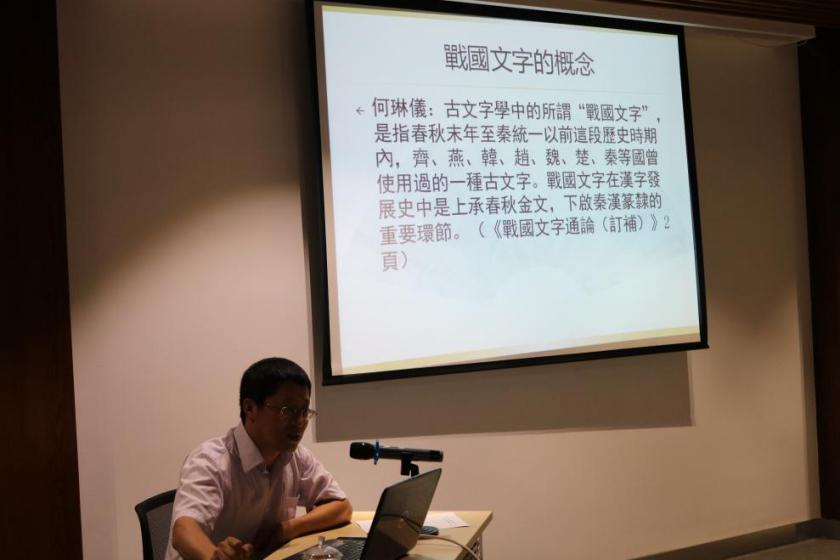 戰國文字的概念
何琳儀：古文字學中的所謂“戰國文字”，
是指春秋末年至秦統一以前這段歷史時期
內，齊、燕、韓、趙、魏、楚、秦等國曾
使用過的一種古文字。戰國文字在漢字發
展史中是上承春秋金文，下啟秦漢篆隸的
重要環節。（《戰國文字通論（訂補）》2
頁）